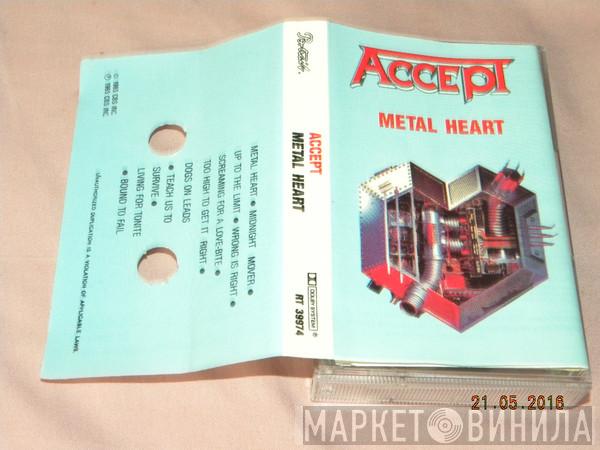 ACCEPT
METAL HEART
Portrait.
ACCEPT
METAL HEART
DOLBY SYSTEM ®
RT 39974
METAL HEART • MIDNIGHT MOVER •
UP TO THE LIMIT • WRONG IS RIGHT •
SCREAMING FOR A LOVE-BITE •
TOO HIGH TO GET IT RIGHT •
DOGS ON LEADS
• TEACH US TO
SURVIVE •
LIVING FOR TONITE
• BOUND TO FAIL
© 1985 CBS INC.
℗ 1985 CBS INC.
UNAUTHORIZED DUPLICATION IS A VIOLATION OF APPLICABLE LAWS.
21.05.2016
МАРКЕТ ВИНИЛА